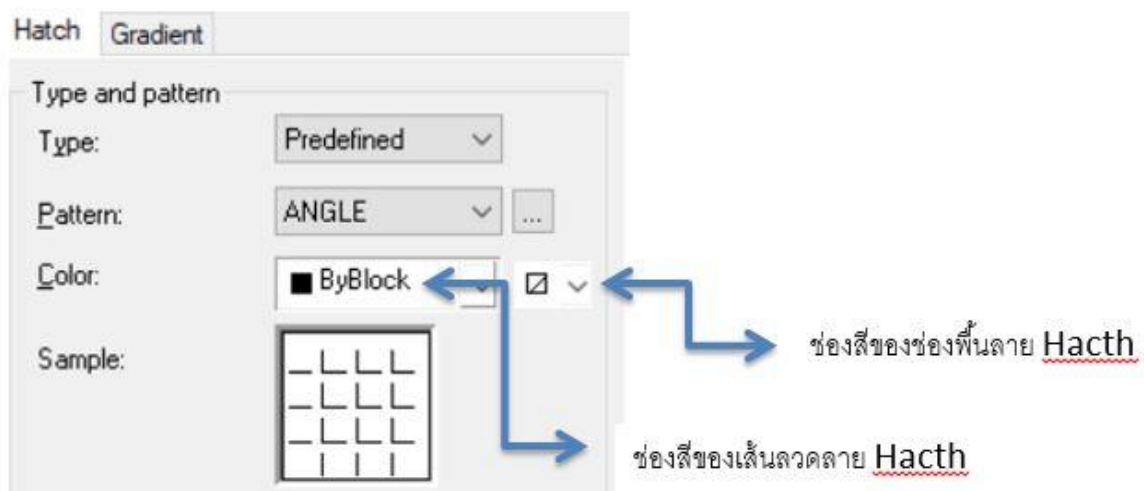 Hatch Gradient
Type and pattern
Type: Predefined
Pattern: ANGLE ...
Color: ByBlock
Sample:
ช่องสีของช่องพื้นลาย Hacth
ช่องสีของเส้นลวดลาย Hacth